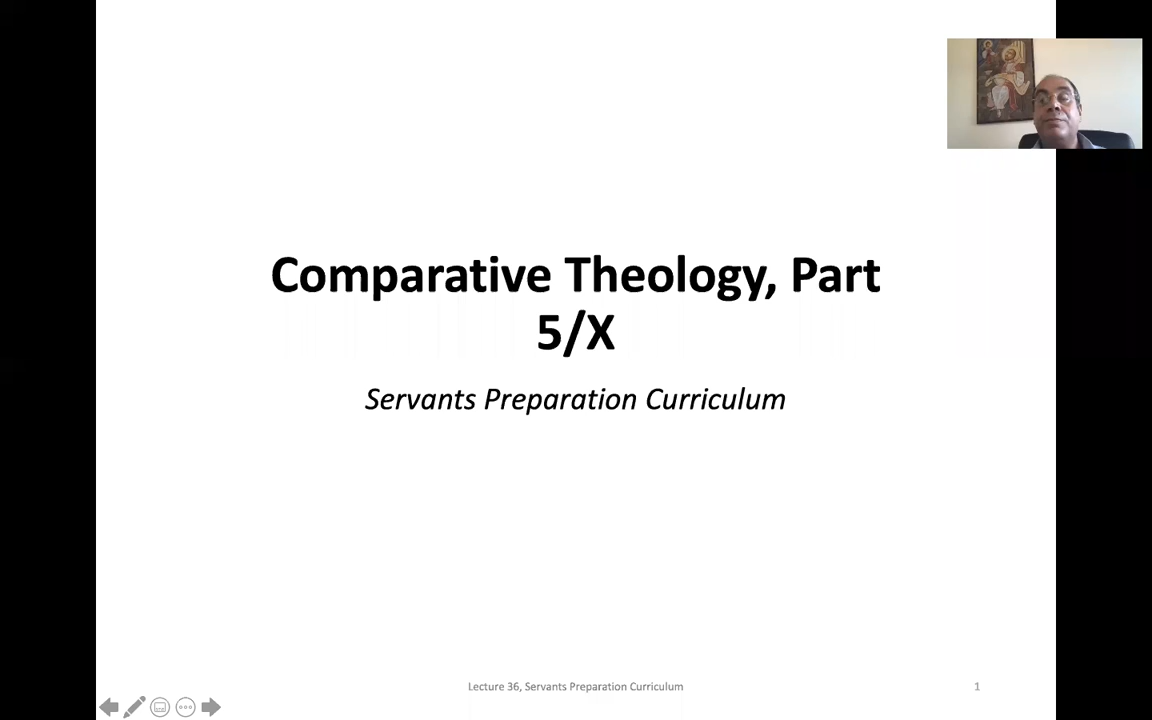 Comparative Theology, Part
5/X
Servants Preparation Curriculum
Lecture 36, Servants Preparation Curriculum
1